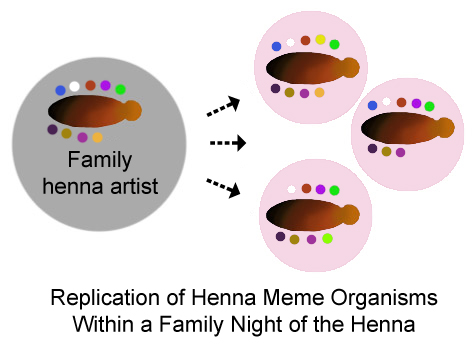 Family
henna artist
Replication of Henna Meme Organisms
Within a Family Night of the Henna